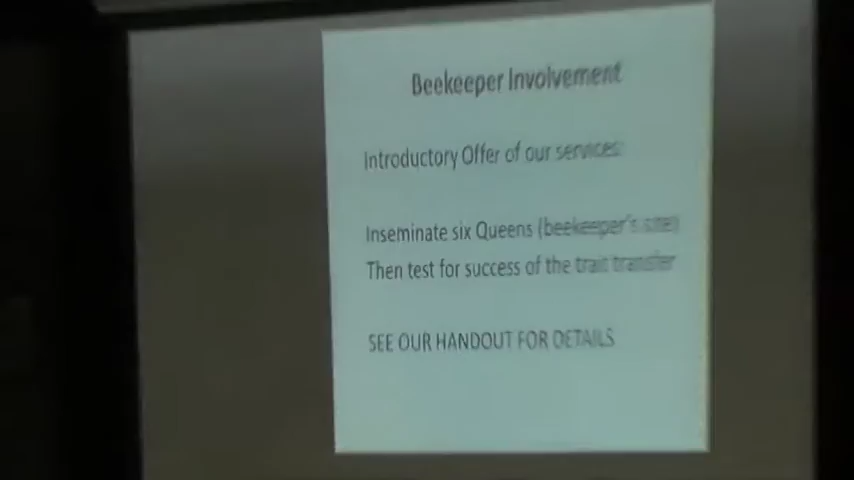 Beekeeper Involvement
Introductory Offer of our services:
Inseminate six Queens (beekeeper's site)
Then test for success of the trait transfer
SEE OUR HANDOUT FOR DETAILS